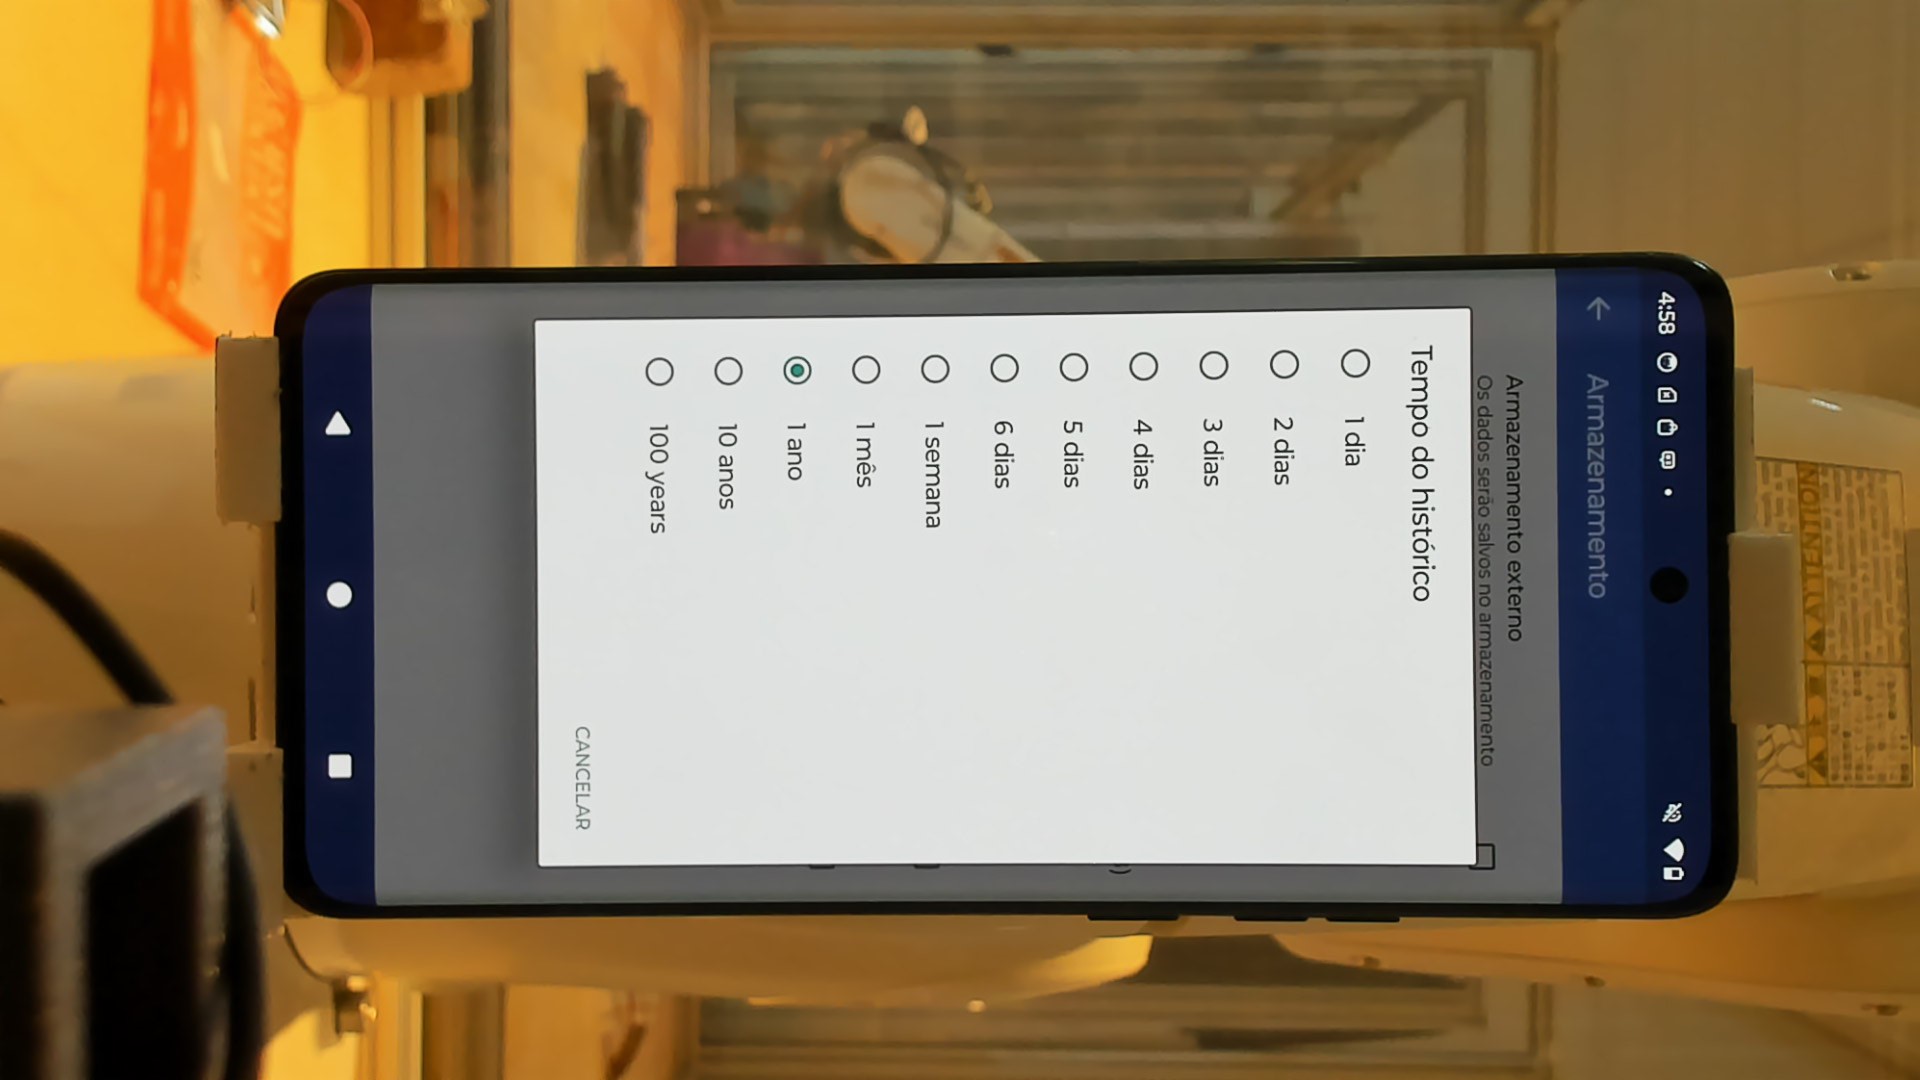 4:58
Armazenamento
Armazenamento externo
Os dados serão salvos no armazenamento
Tempo do histórico
1 dia
2 dias
3 dias
4 dias
5 dias
6 dias
1 semana
1 mês
1 ano
10 anos
100 years
CANCELAR
ATTENTION